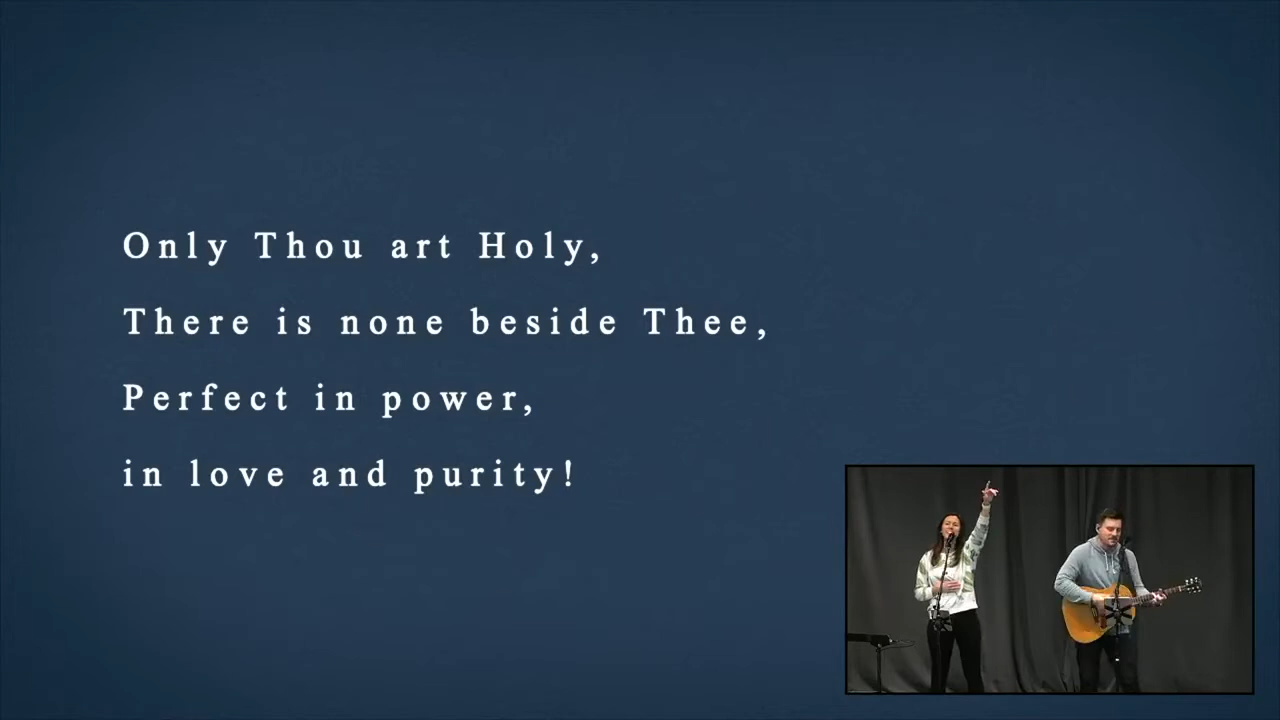 Only Thou art Holy,
There is none beside Thee,
Perfect in power,
in love and purity!